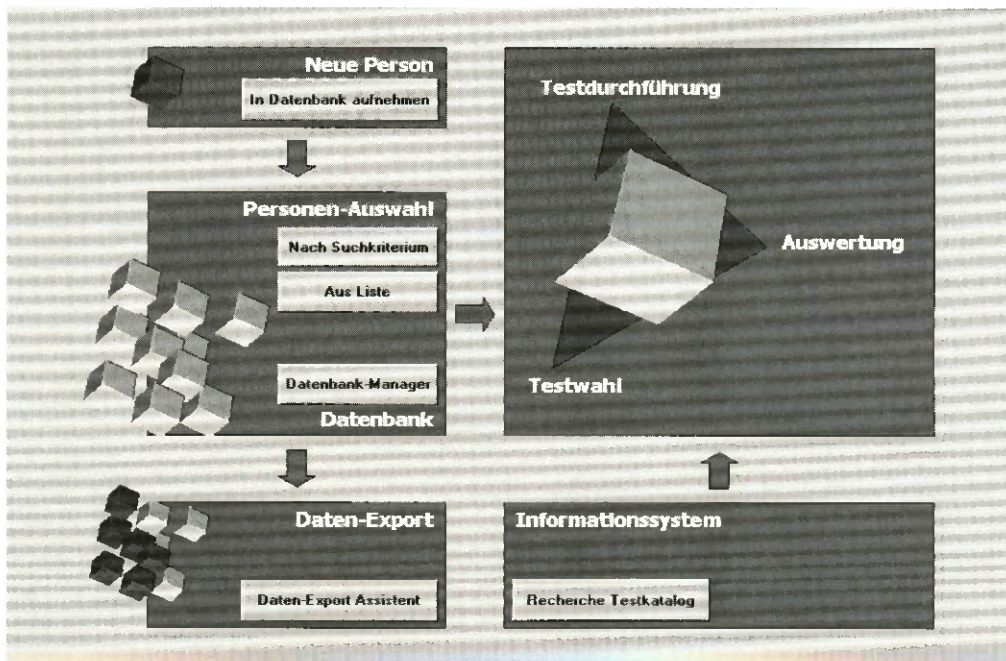 Neue Person
In Datenbank aufnehmen
Personen-Auswahl
Nach Suchkriterium
Aus Liste
Datenbank-Manager
Datenbank
Daten-Export
Daten-Export Assistent
Testdurchführung
Auswertung
Testwahl
Informationssystem
Recherche Testkatalog